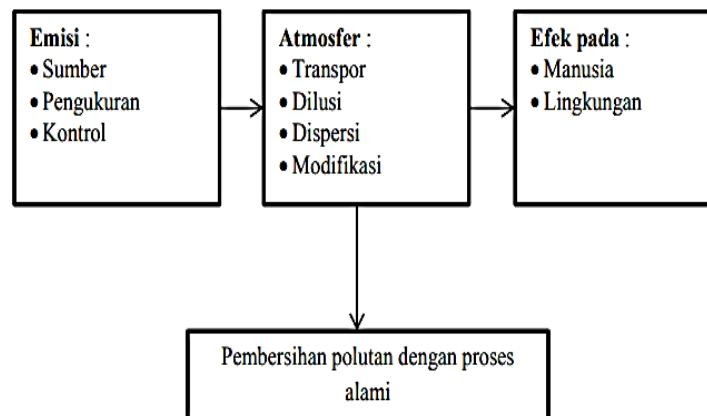 Emisi :
• Sumber
• Pengukuran
• Kontrol
Atmosfer :
• Transpor
• Dilusi
• Dispersi
• Modifikasi
Efek pada :
• Manusia
• Lingkungan
Pembersihan polutan dengan proses
alami